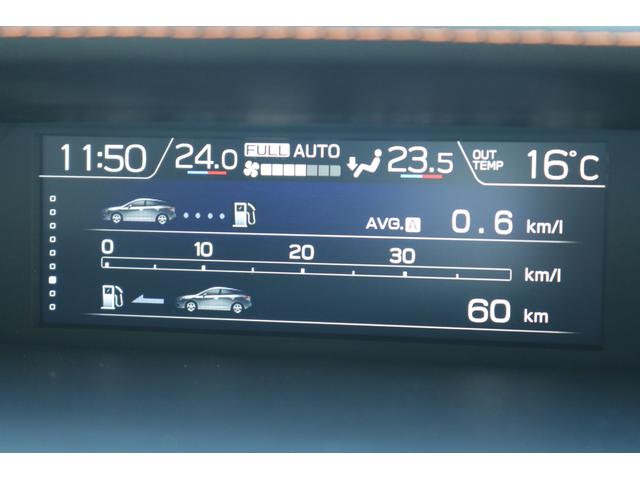 11:50 24.0 FULL AUTO 23.5 OUT TEMP 16°C
AVG. A 0.6 km/l
0 10 20 30 km/l
60 km